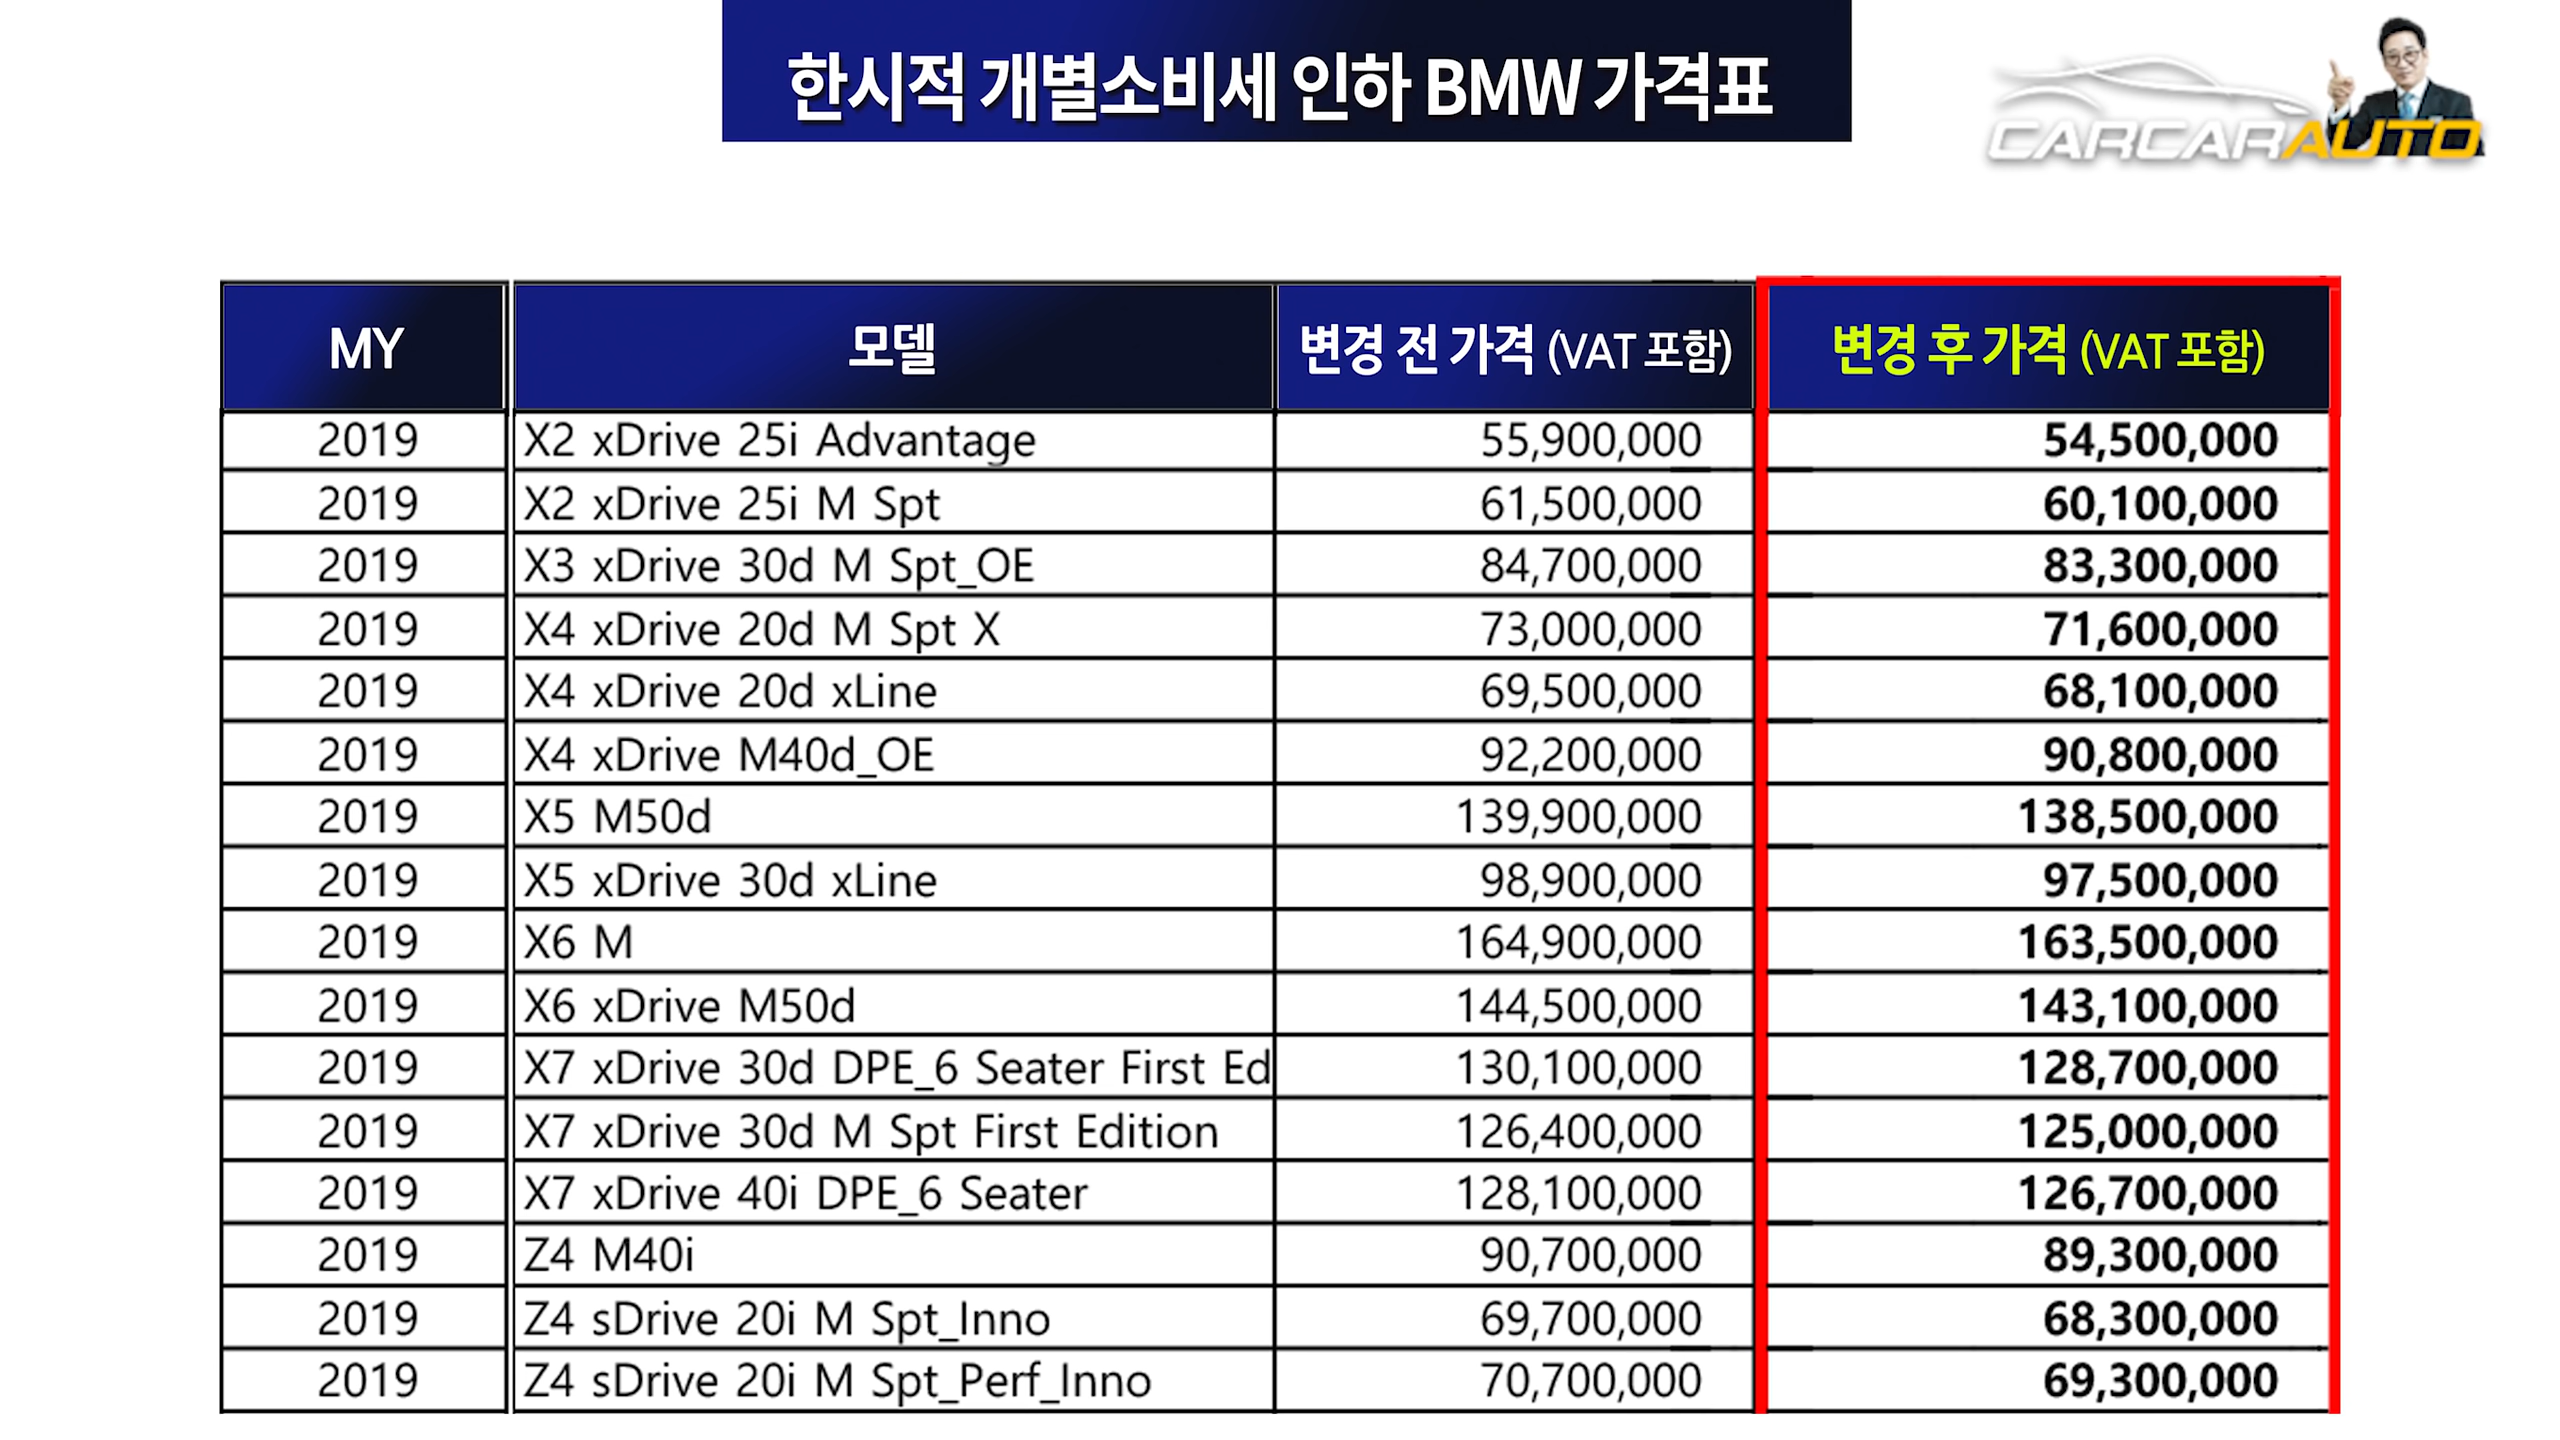 한시적 개별소비세 인하 BMW 가격표
CARCARAUTO
MY 모델 변경 전 가격 (VAT 포함) 변경 후 가격 (VAT 포함)
2019 X2 xDrive 25i Advantage 55,900,000 54,500,000
2019 X2 xDrive 25i M Spt 61,500,000 60,100,000
2019 X3 xDrive 30d M Spt_OE 84,700,000 83,300,000
2019 X4 xDrive 20d M Spt X 73,000,000 71,600,000
2019 X4 xDrive 20d xLine 69,500,000 68,100,000
2019 X4 xDrive M40d_OE 92,200,000 90,800,000
2019 X5 M50d 139,900,000 138,500,000
2019 X5 xDrive 30d xLine 98,900,000 97,500,000
2019 X6 M 164,900,000 163,500,000
2019 X6 xDrive M50d 144,500,000 143,100,000
2019 X7 xDrive 30d DPE_6 Seater First Ed 130,100,000 128,700,000
2019 X7 xDrive 30d M Spt First Edition 126,400,000 125,000,000
2019 X7 xDrive 40i DPE_6 Seater 128,100,000 126,700,000
2019 Z4 M40i 90,700,000 89,300,000
2019 Z4 sDrive 20i M Spt_Inno 69,700,000 68,300,000
2019 Z4 sDrive 20i M Spt_Perf_Inno 70,700,000 69,300,000